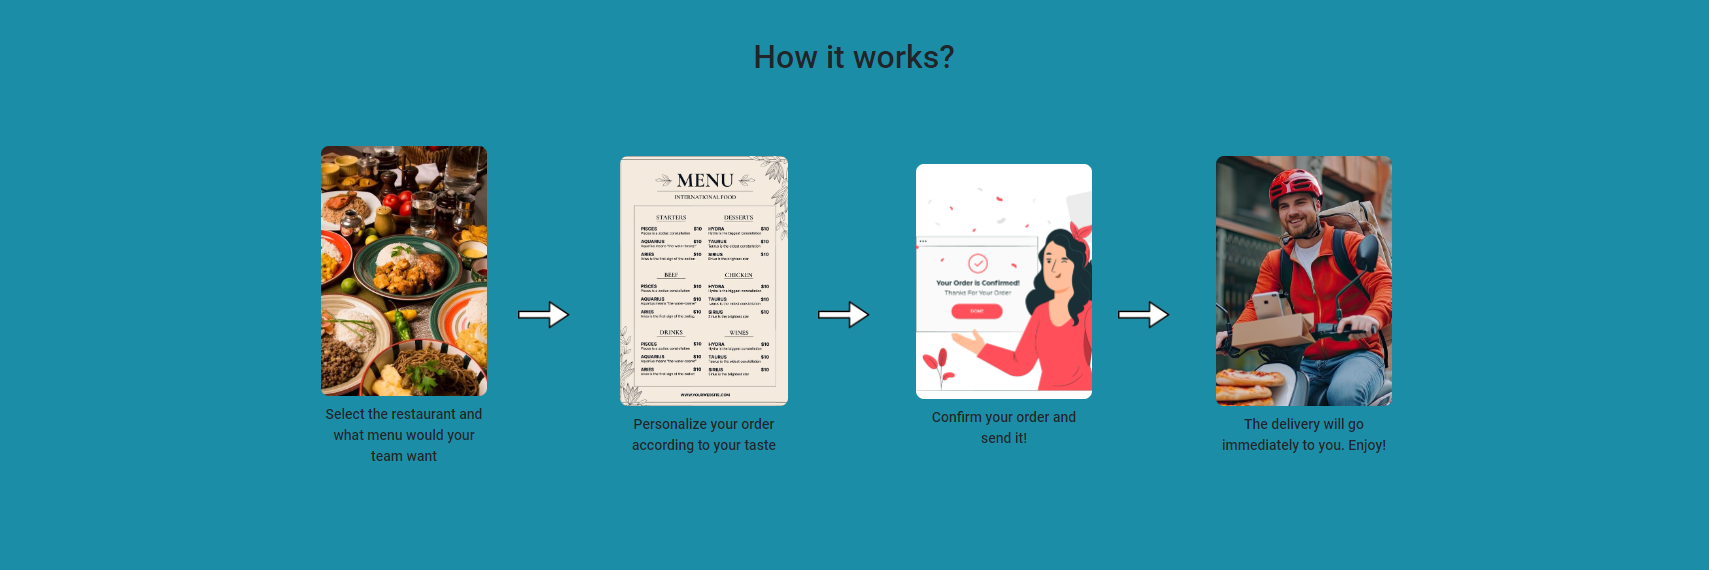 How it works?
MENU
INTERNATIONAL FOOD
STARTERS
DESSERTS
PISCES $10
HYDRA $10
AQUARIUS $10
TAURUS $10
ARIES $10
SIRIUS $10
BEEF
CHICKEN
PISCES $10
HYDRA $10
AQUARIUS $10
TAURUS $10
ARIES $10
SIRIUS $10
DRINKS
WINES
PISCES $10
HYDRA $10
AQUARIUS $10
TAURUS $10
ARIES $10
SIRIUS $10
WWW.YOURWEBSITE.COM
Your Order is Confirmed!
Thanks For Your Order
DONE
Select the restaurant and
what menu would your
team want
Personalize your order
according to your taste
Confirm your order and
send it!
The delivery will go
immediately to you. Enjoy!